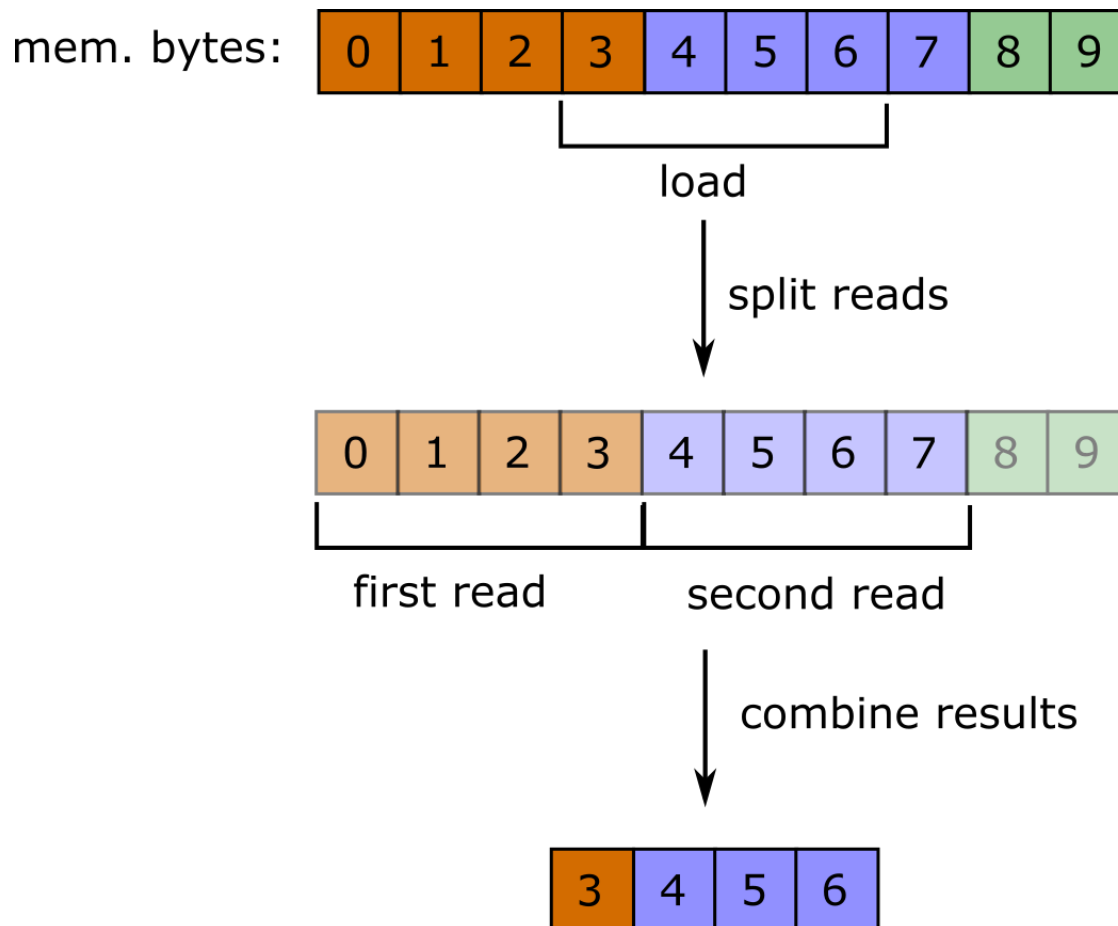 mem. bytes: 0 1 2 3 4 5 6 7 8 9
load
split reads
0 1 2 3 4 5 6 7 8 9
first read second read
combine results
3 4 5 6